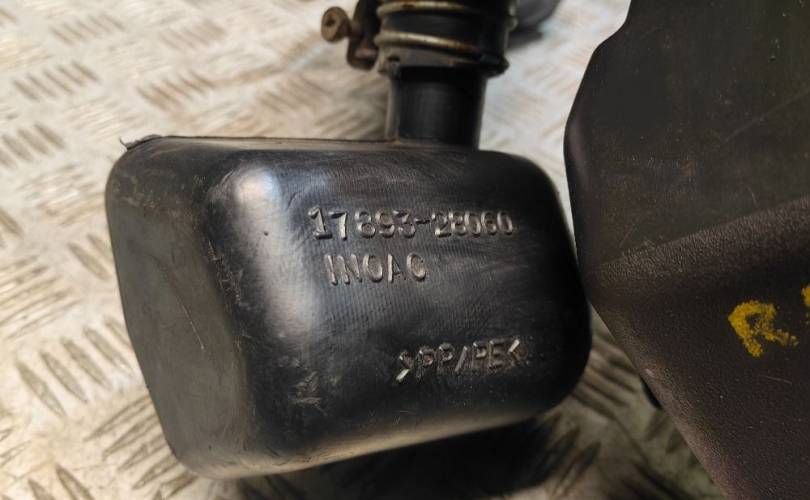 17893-28060
INOAC
>PP/PE<
R